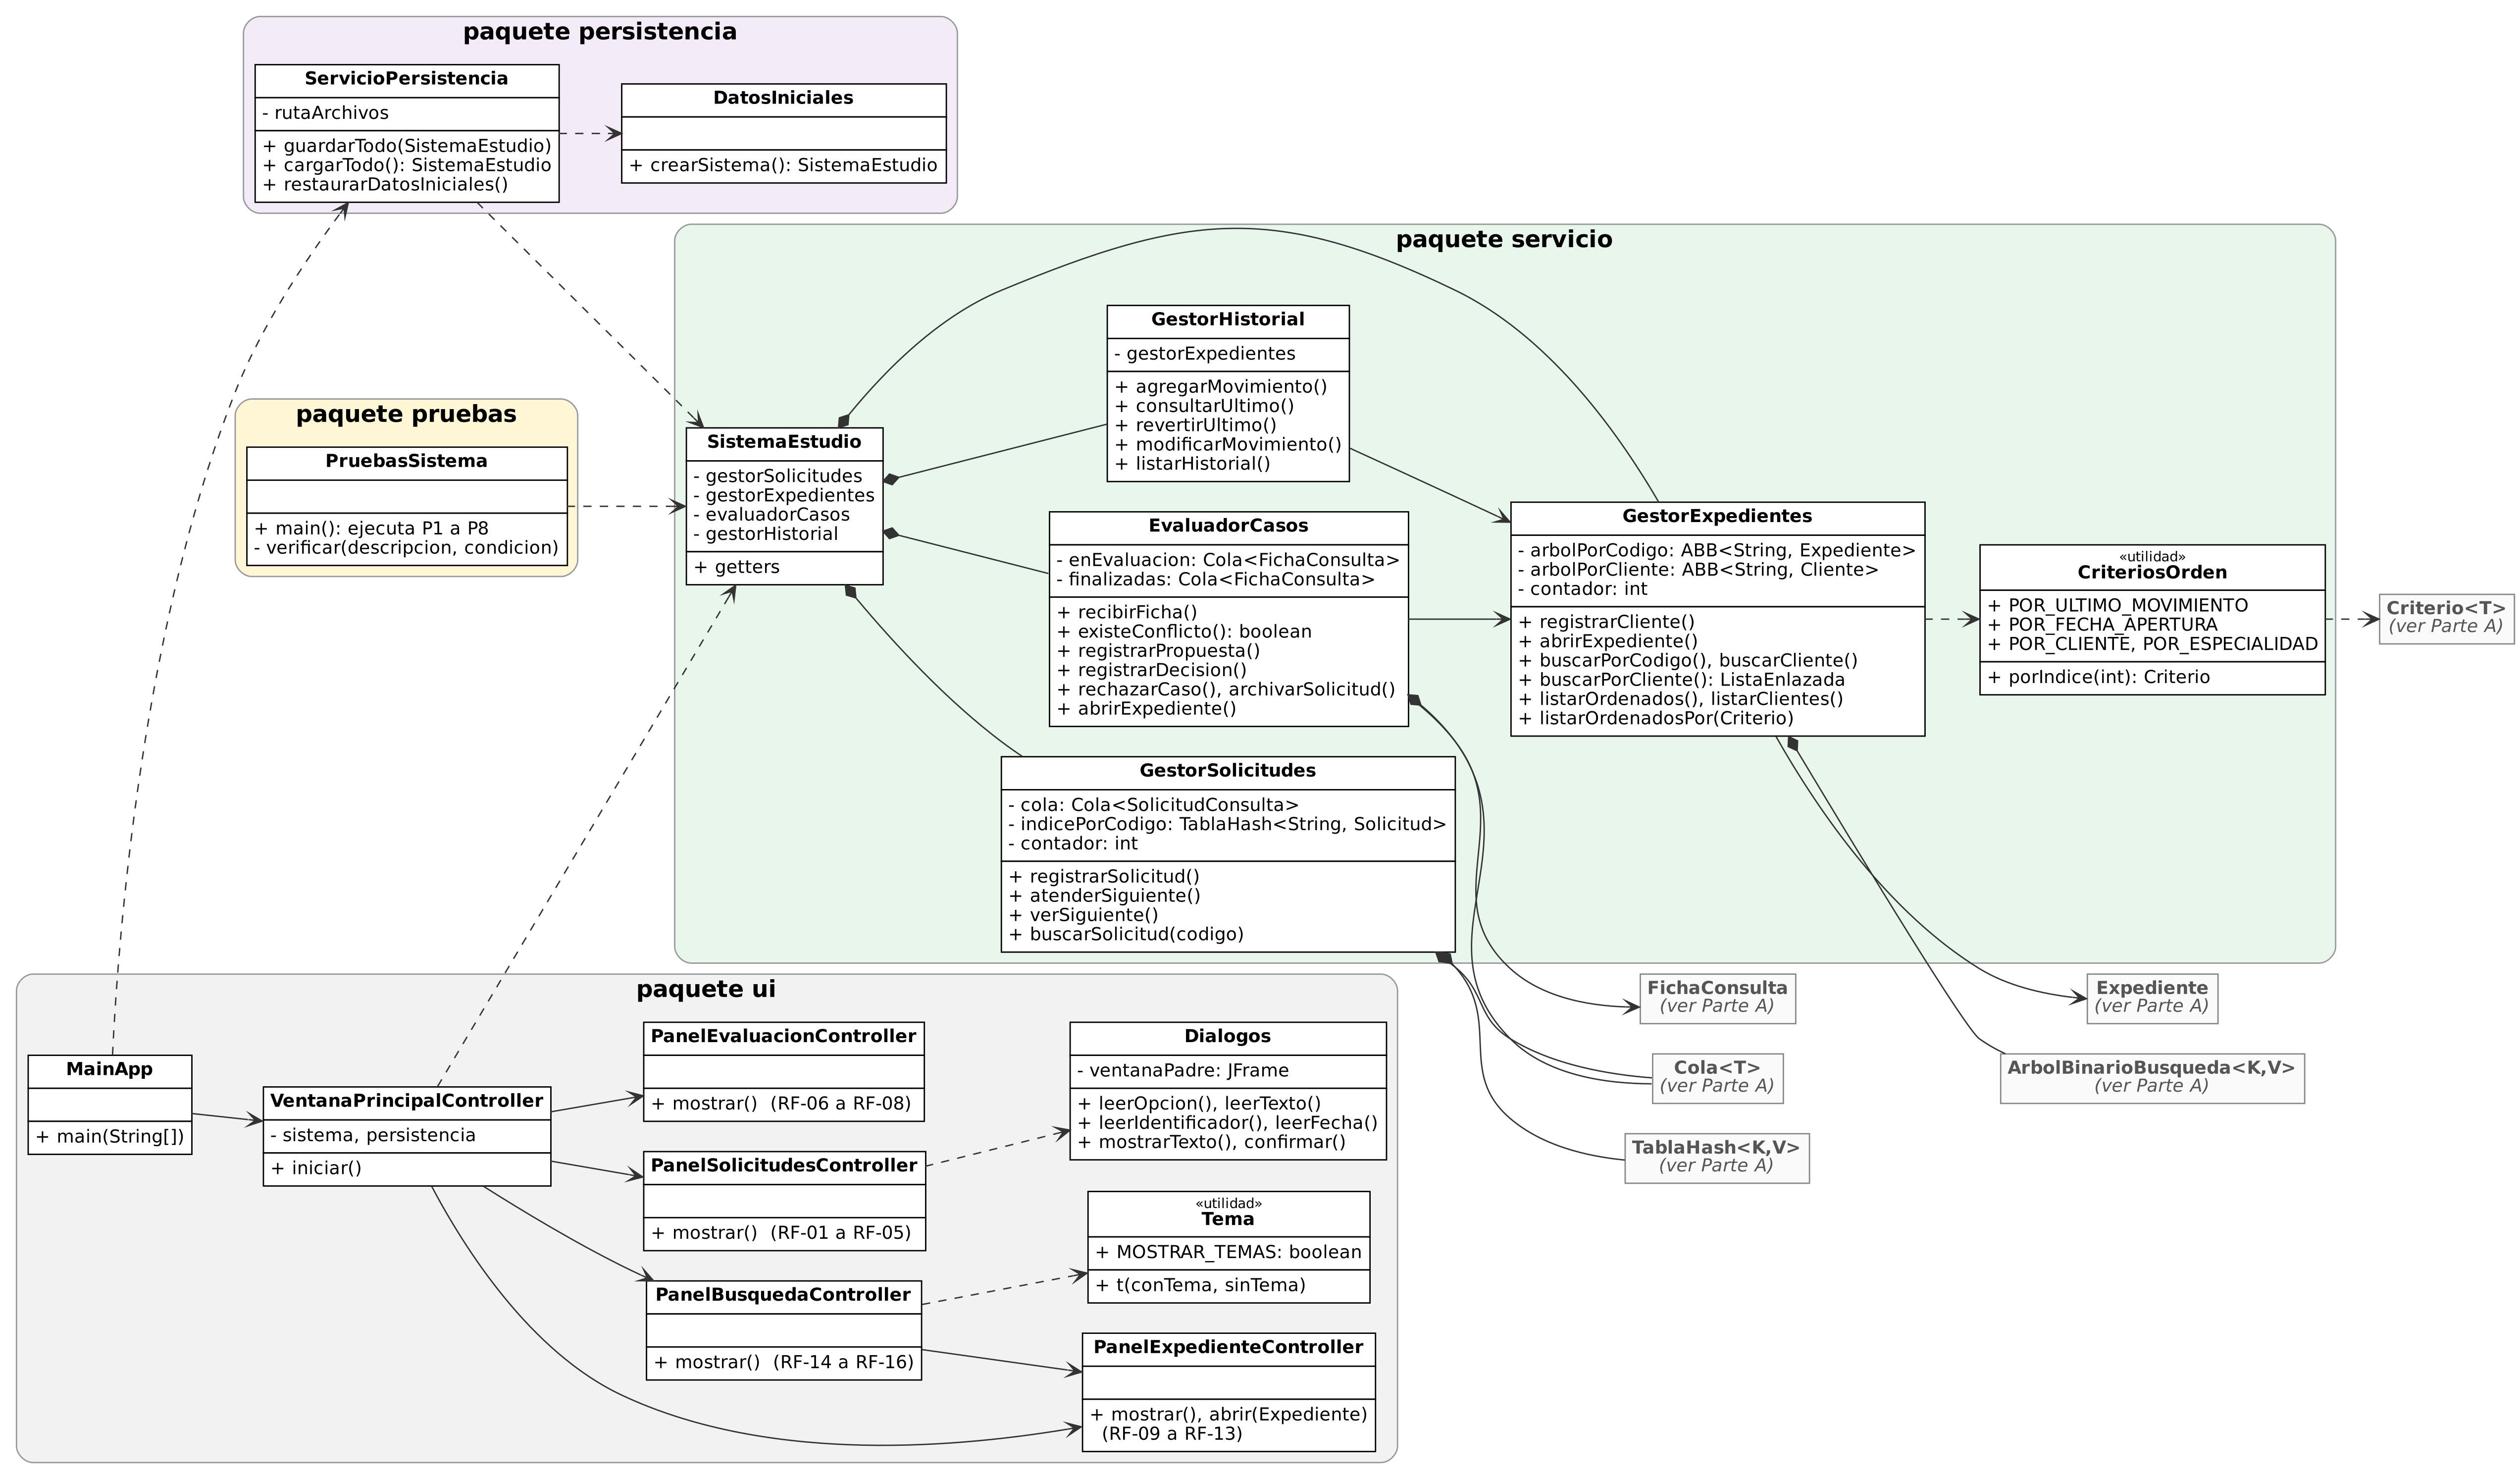 paquete persistencia
ServicioPersistencia
- rutaArchivos
+ guardarTodo(SistemaEstudio)
+ cargarTodo(): SistemaEstudio
+ restaurarDatosIniciales()
DatosIniciales
+ crearSistema(): SistemaEstudio
paquete servicio
GestorHistorial
- gestorExpedientes
+ agregarMovimiento()
+ consultarUltimo()
+ revertirUltimo()
+ modificarMovimiento()
+ listarHistorial()
paquete pruebas
PruebasSistema
+ main(): ejecuta P1 a P8
- verificar(descripcion, condicion)
SistemaEstudio
- gestorSolicitudes
- gestorExpedientes
- evaluadorCasos
- gestorHistorial
+ getters
EvaluadorCasos
- enEvaluacion: Cola<FichaConsulta>
- finalizadas: Cola<FichaConsulta>
+ recibirFicha()
+ existeConflicto(): boolean
+ registrarPropuesta()
+ registrarDecision()
+ rechazarCaso(), archivarSolicitud()
+ abrirExpediente()
GestorExpedientes
- arbolPorCodigo: ABB<String, Expediente>
- arbolPorCliente: ABB<String, Cliente>
- contador: int
+ registrarCliente()
+ abrirExpediente()
+ buscarPorCodigo(), buscarCliente()
+ buscarPorCliente(): ListaEnlazada
+ listarOrdenados(), listarClientes()
+ listarOrdenadosPor(Criterio)
«utilidad»
CriteriosOrden
+ POR_ULTIMO_MOVIMIENTO
+ POR_FECHA_APERTURA
+ POR_CLIENTE, POR_ESPECIALIDAD
+ porIndice(int): Criterio
Criterio<T>
(ver Parte A)
GestorSolicitudes
- cola: Cola<SolicitudConsulta>
- indicePorCodigo: TablaHash<String, Solicitud>
- contador: int
+ registrarSolicitud()
+ atenderSiguiente()
+ verSiguiente()
+ buscarSolicitud(codigo)
FichaConsulta
(ver Parte A)
Expediente
(ver Parte A)
Cola<T>
(ver Parte A)
ArbolBinarioBusqueda<K,V>
(ver Parte A)
TablaHash<K,V>
(ver Parte A)
paquete ui
MainApp
+ main(String[])
VentanaPrincipalController
- sistema, persistencia
+ iniciar()
PanelEvaluacionController
+ mostrar()  (RF-06 a RF-08)
PanelSolicitudesController
+ mostrar()  (RF-01 a RF-05)
PanelBusquedaController
+ mostrar()  (RF-14 a RF-16)
Dialogos
- ventanaPadre: JFrame
+ leerOpcion(), leerTexto()
+ leerIdentificador(), leerFecha()
+ mostrarTexto(), confirmar()
«utilidad»
Tema
+ MOSTRAR_TEMAS: boolean
+ t(conTema, sinTema)
PanelExpedienteController
+ mostrar(), abrir(Expediente)
(RF-09 a RF-13)